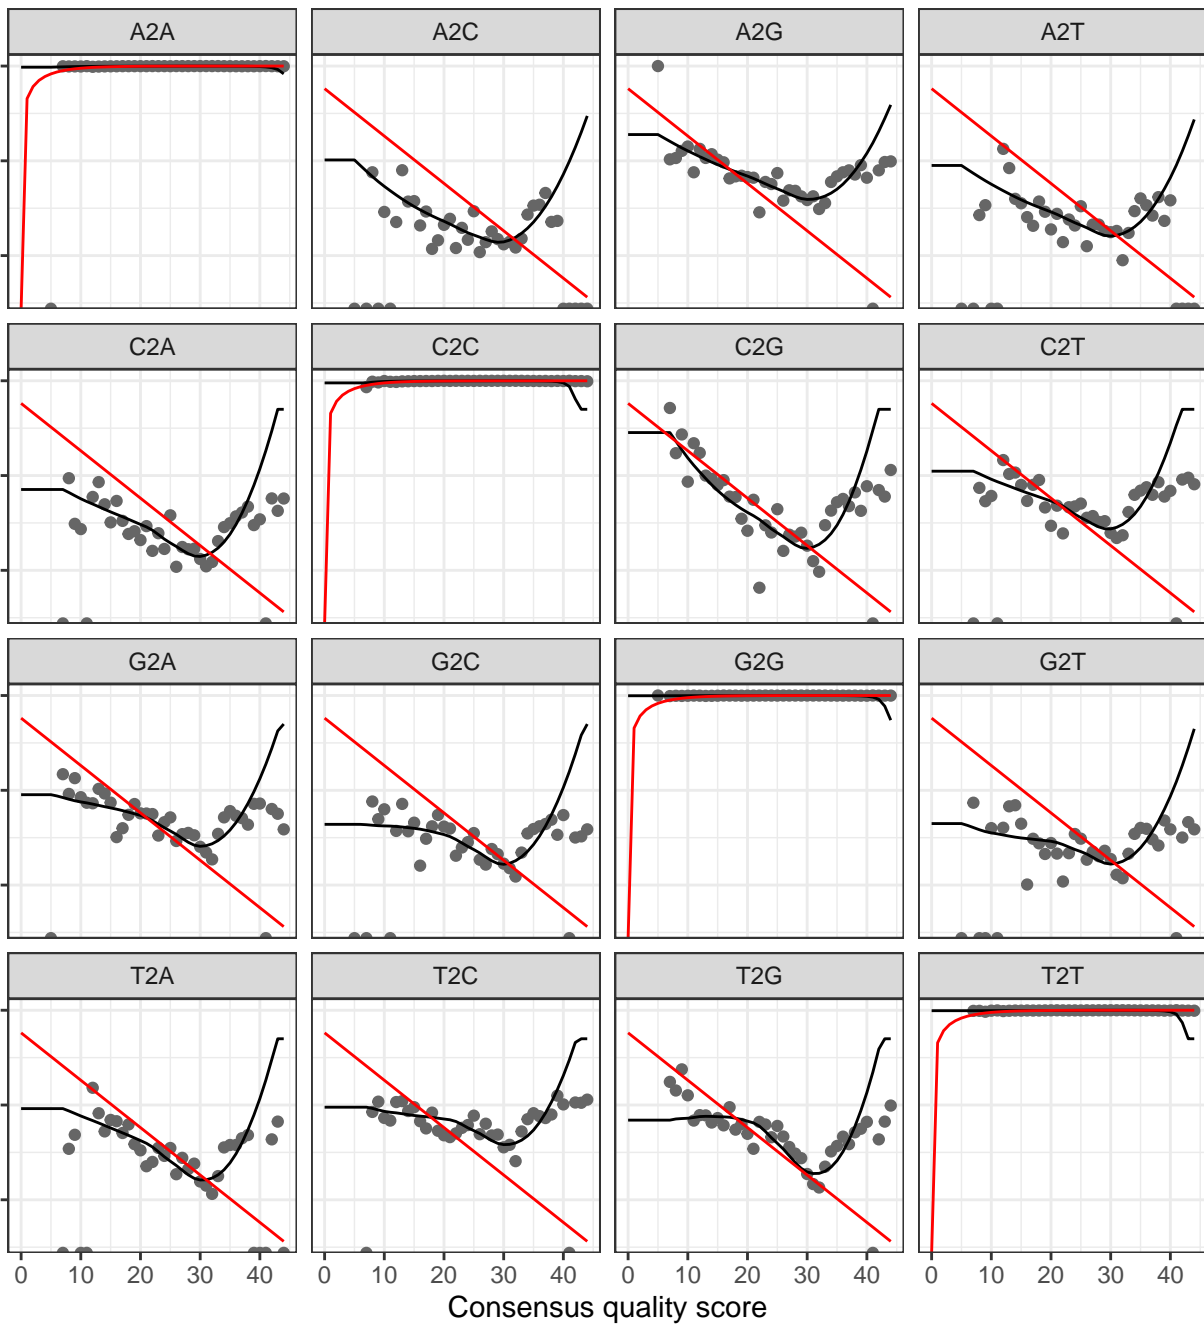 A2A A2C A2G A2T
C2A C2C C2G C2T
G2A G2C G2G G2T
T2A T2C T2G T2T
0 10 20 30 40 0 10 20 30 40 0 10 20 30 40 0 10 20 30 40
Consensus quality score